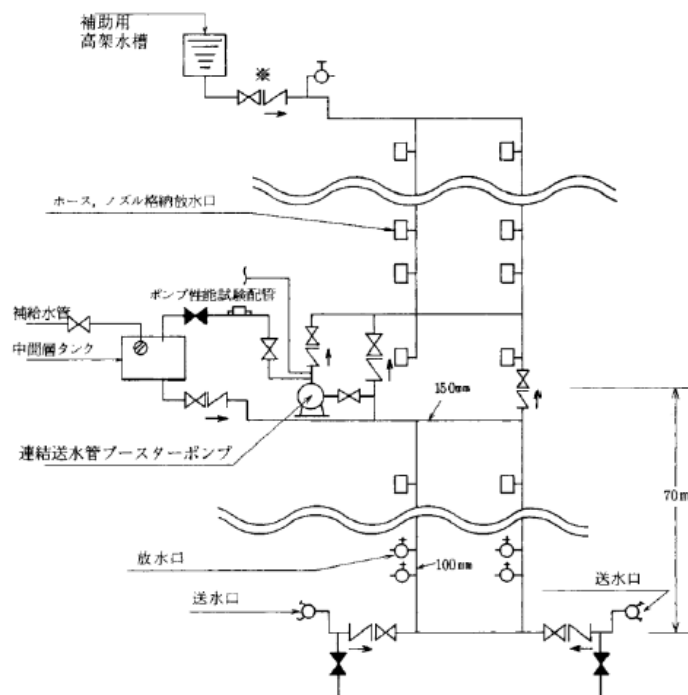 補助用
高架水槽
※
ホース,ノズル格納放水口
ポンプ性能試験配管
補給水管
中間層タンク
150mm
連結送水管ブースターポンプ
70m
放水口
100mm
送水口
送水口